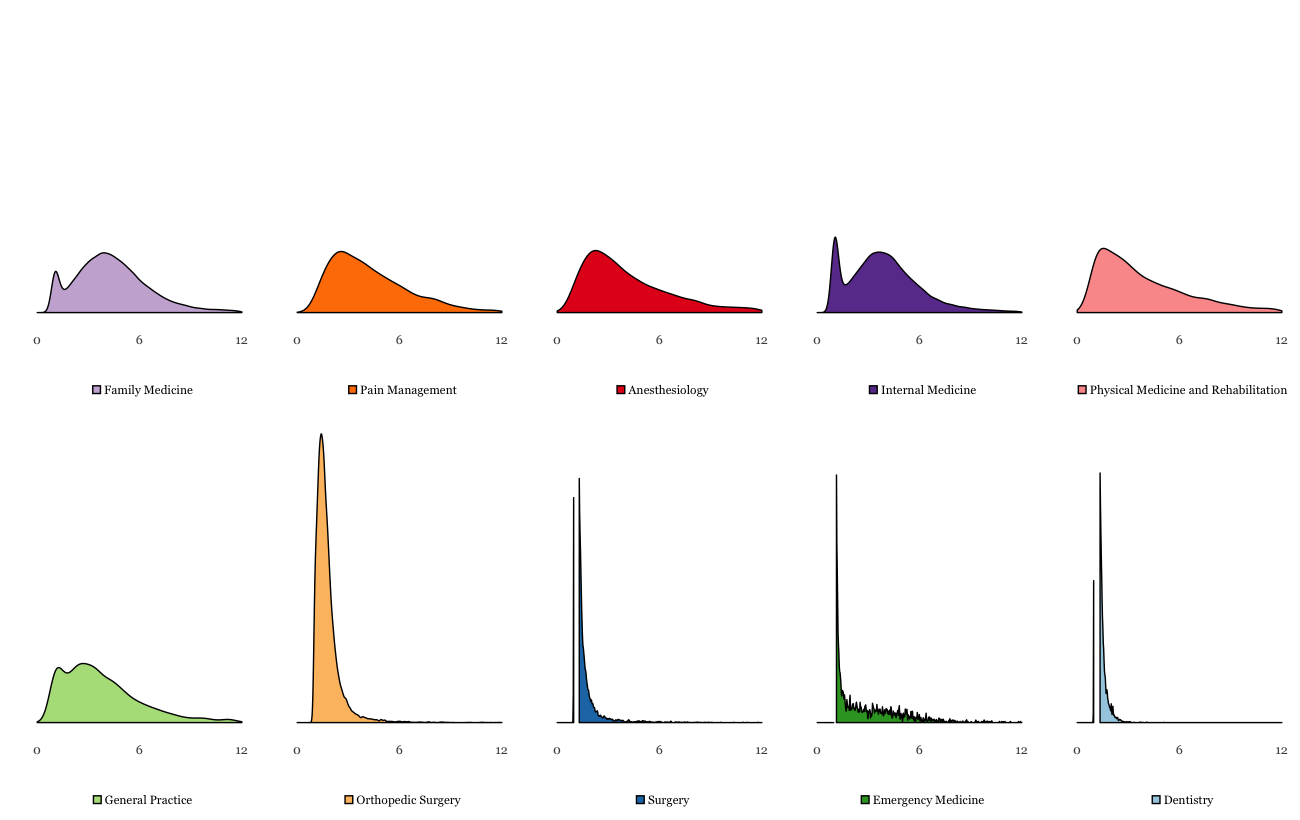 0 6 12 0 6 12 0 6 12 0 6 12 0 6 12
Family Medicine Pain Management Anesthesiology Internal Medicine Physical Medicine and Rehabilitation
0 6 12 0 6 12 0 6 12 0 6 12 0 6 12
General Practice Orthopedic Surgery Surgery Emergency Medicine Dentistry